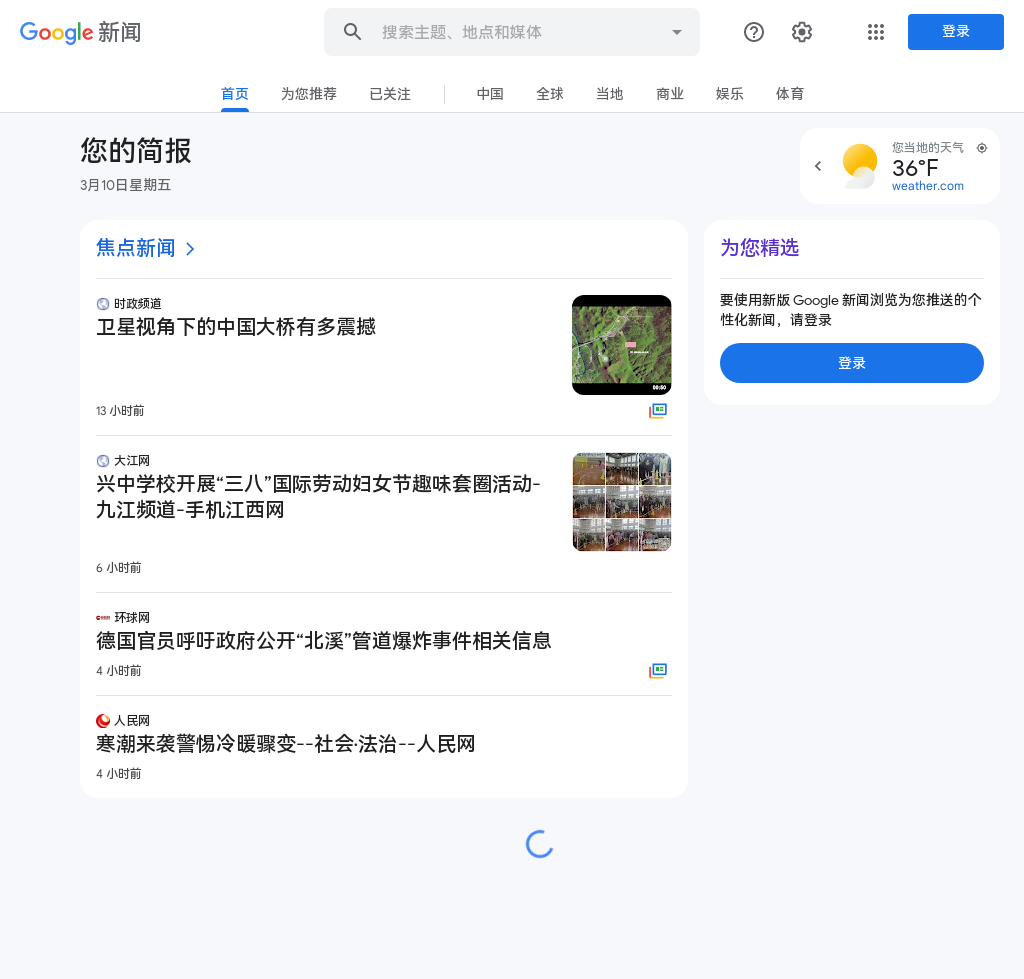 Google 新闻
搜索主题、地点和媒体
登录
首页
为您推荐
已关注
中国
全球
当地
商业
娱乐
体育
您的简报
3月10日星期五
您当地的天气
36°F
weather.com
焦点新闻
时政频道
卫星视角下的中国大桥有多震撼
00:50
13 小时前
大江网
兴中学校开展“三八”国际劳动妇女节趣味套圈活动-
九江频道-手机江西网
6 小时前
环球网
德国官员呼吁政府公开“北溪”管道爆炸事件相关信息
4 小时前
人民网
寒潮来袭警惕冷暖骤变--社会·法治--人民网
4 小时前
为您精选
要使用新版 Google 新闻浏览为您推送的个
性化新闻，请登录
登录